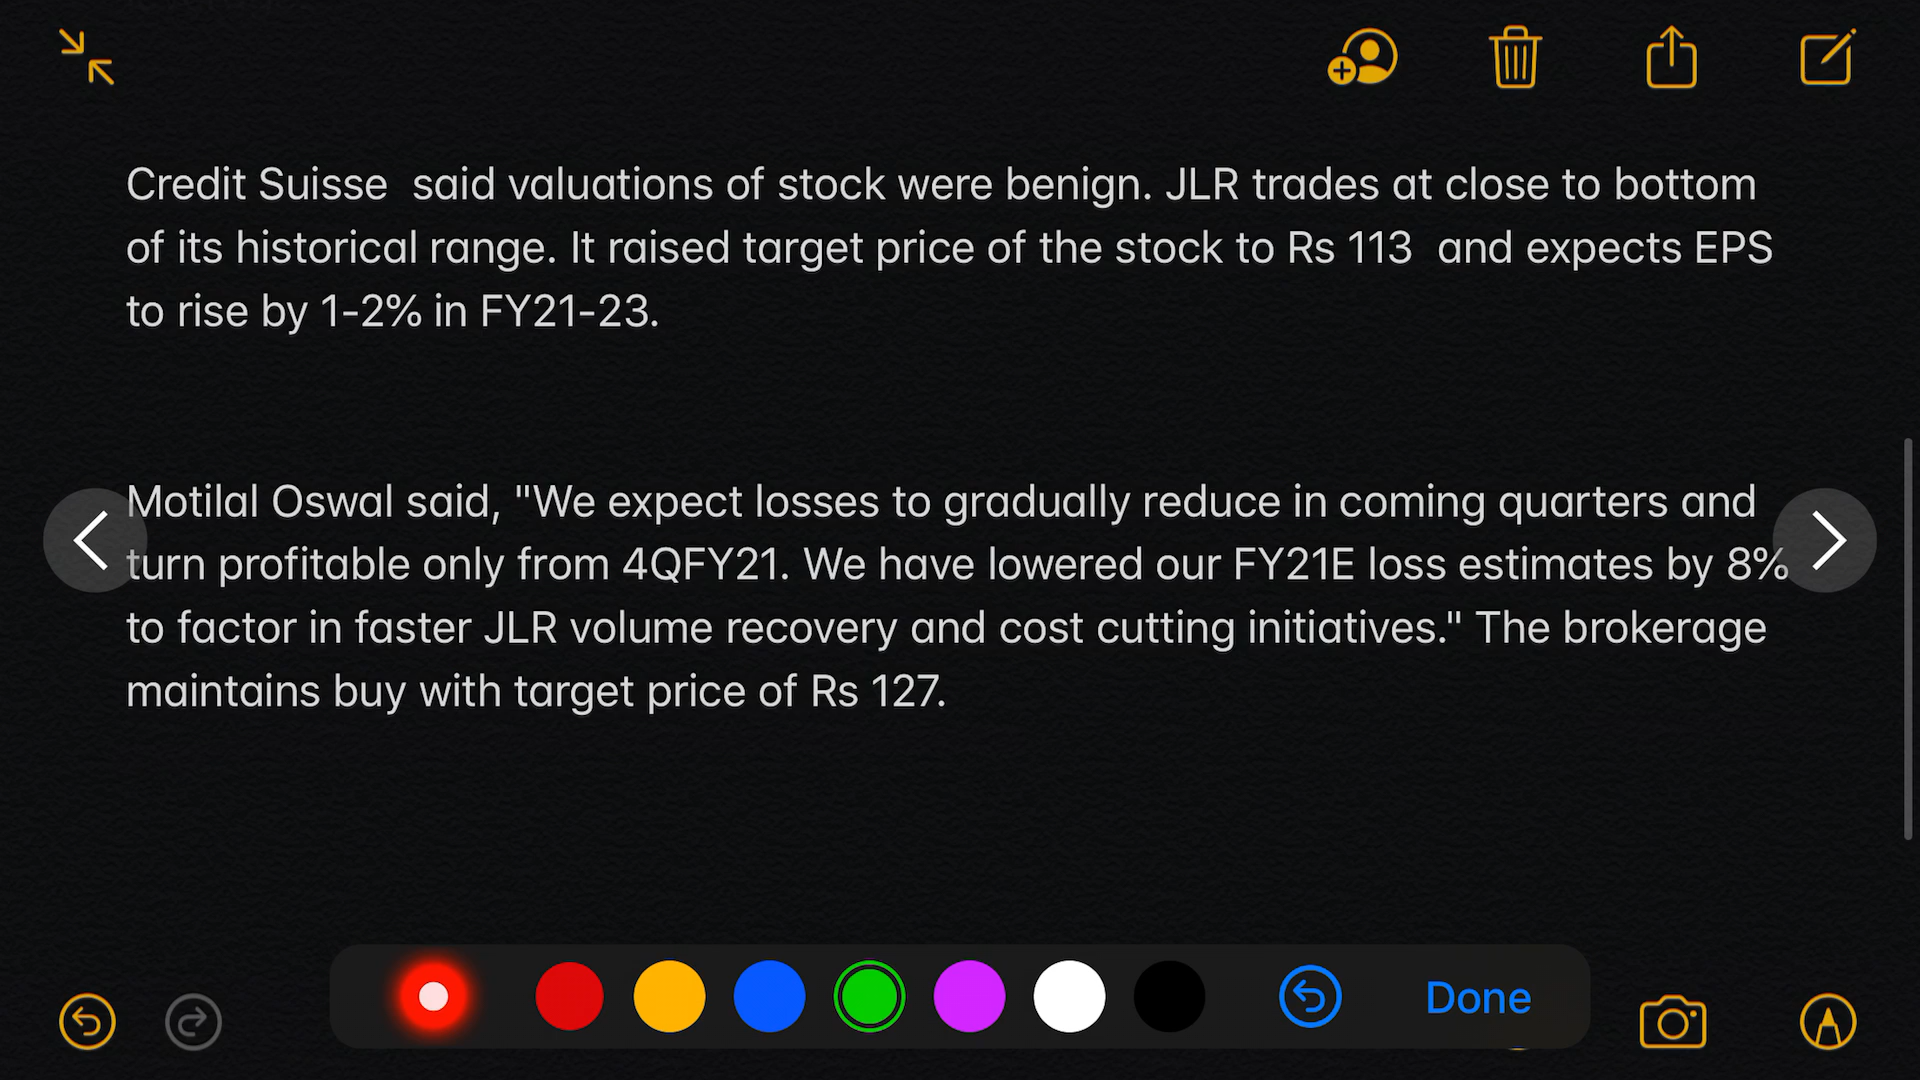 Credit Suisse  said valuations of stock were benign. JLR trades at close to bottom
of its historical range. It raised target price of the stock to Rs 113  and expects EPS
to rise by 1-2% in FY21-23.
Motilal Oswal said, "We expect losses to gradually reduce in coming quarters and
turn profitable only from 4QFY21. We have lowered our FY21E loss estimates by 8%
to factor in faster JLR volume recovery and cost cutting initiatives." The brokerage
maintains buy with target price of Rs 127.
Done